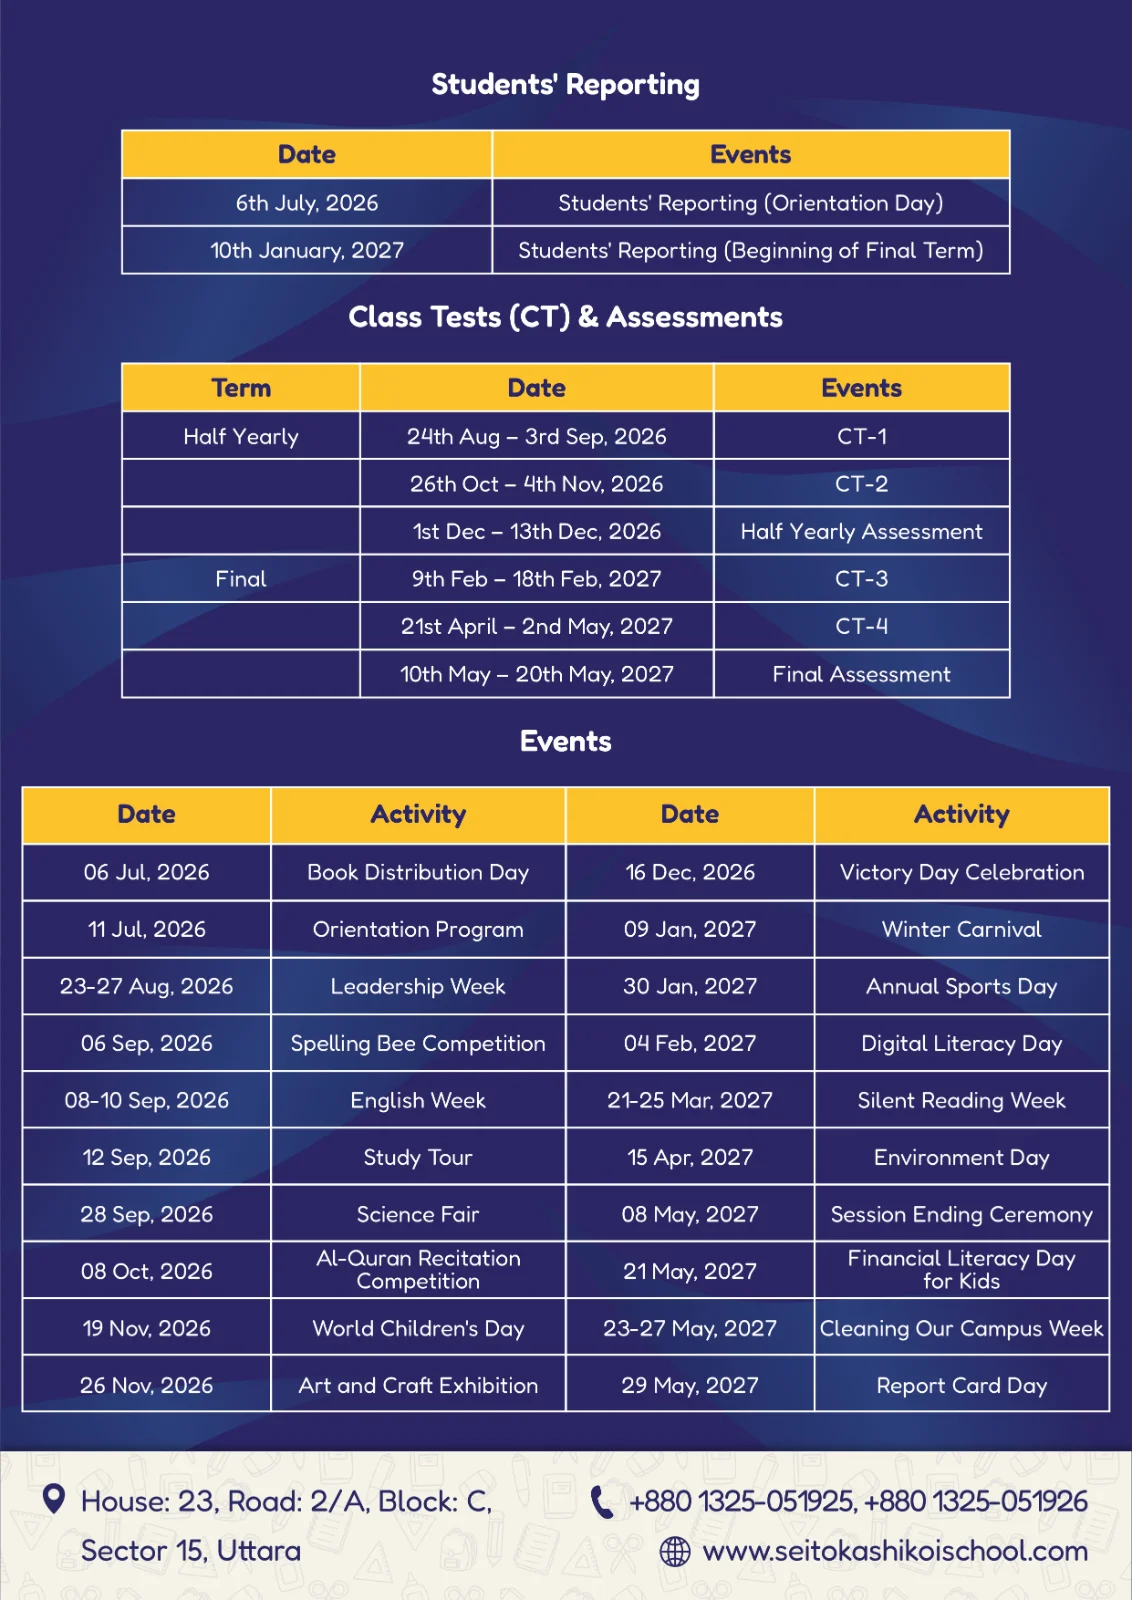 Students' Reporting
Date Events
6th July, 2026 Students' Reporting (Orientation Day)
10th January, 2027 Students' Reporting (Beginning of Final Term)
Class Tests (CT) & Assessments
Term Date Events
Half Yearly 24th Aug – 3rd Sep, 2026 CT-1
26th Oct – 4th Nov, 2026 CT-2
1st Dec – 13th Dec, 2026 Half Yearly Assessment
Final 9th Feb – 18th Feb, 2027 CT-3
21st April – 2nd May, 2027 CT-4
10th May – 20th May, 2027 Final Assessment
Events
Date Activity Date Activity
06 Jul, 2026 Book Distribution Day 16 Dec, 2026 Victory Day Celebration
11 Jul, 2026 Orientation Program 09 Jan, 2027 Winter Carnival
23-27 Aug, 2026 Leadership Week 30 Jan, 2027 Annual Sports Day
06 Sep, 2026 Spelling Bee Competition 04 Feb, 2027 Digital Literacy Day
08-10 Sep, 2026 English Week 21-25 Mar, 2027 Silent Reading Week
12 Sep, 2026 Study Tour 15 Apr, 2027 Environment Day
28 Sep, 2026 Science Fair 08 May, 2027 Session Ending Ceremony
08 Oct, 2026 Al-Quran Recitation
Competition 21 May, 2027 Financial Literacy Day
for Kids
19 Nov, 2026 World Children's Day 23-27 May, 2027 Cleaning Our Campus Week
26 Nov, 2026 Art and Craft Exhibition 29 May, 2027 Report Card Day
House: 23, Road: 2/A, Block: C,
Sector 15, Uttara
+880 1325-051925, +880 1325-051926
www.seitokashikoischool.com